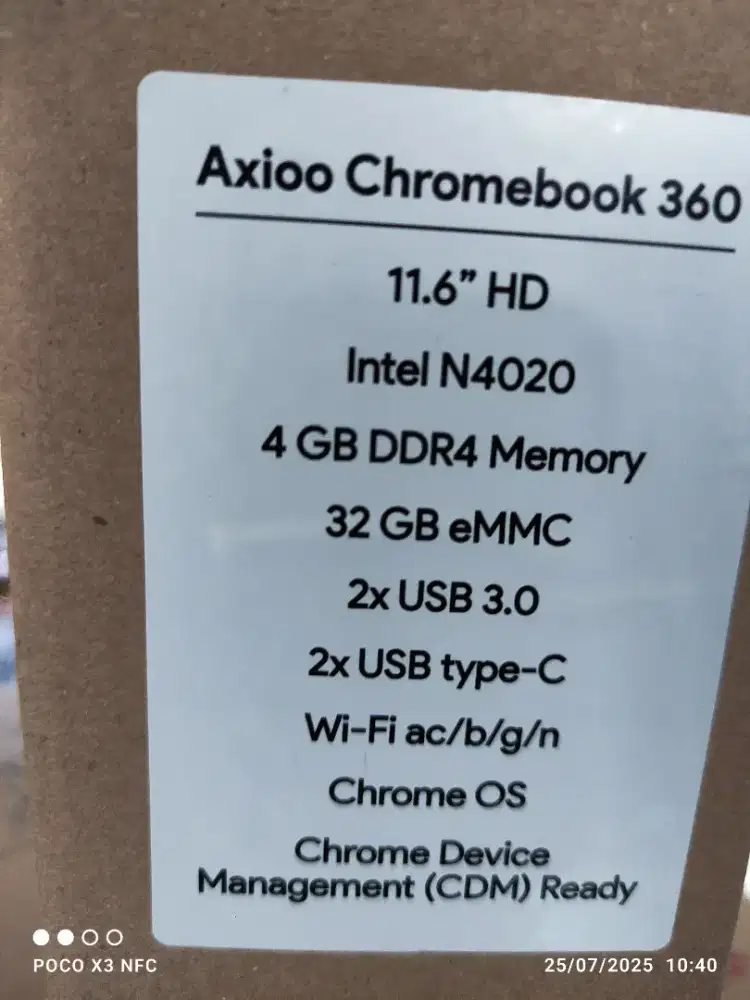 Axioo Chromebook 360
11.6” HD
Intel N4020
4 GB DDR4 Memory
32 GB eMMC
2x USB 3.0
2x USB type-C
Wi-Fi ac/b/g/n
Chrome OS
Chrome Device
Management (CDM) Ready
POCO X3 NFC
25/07/2025 10:40